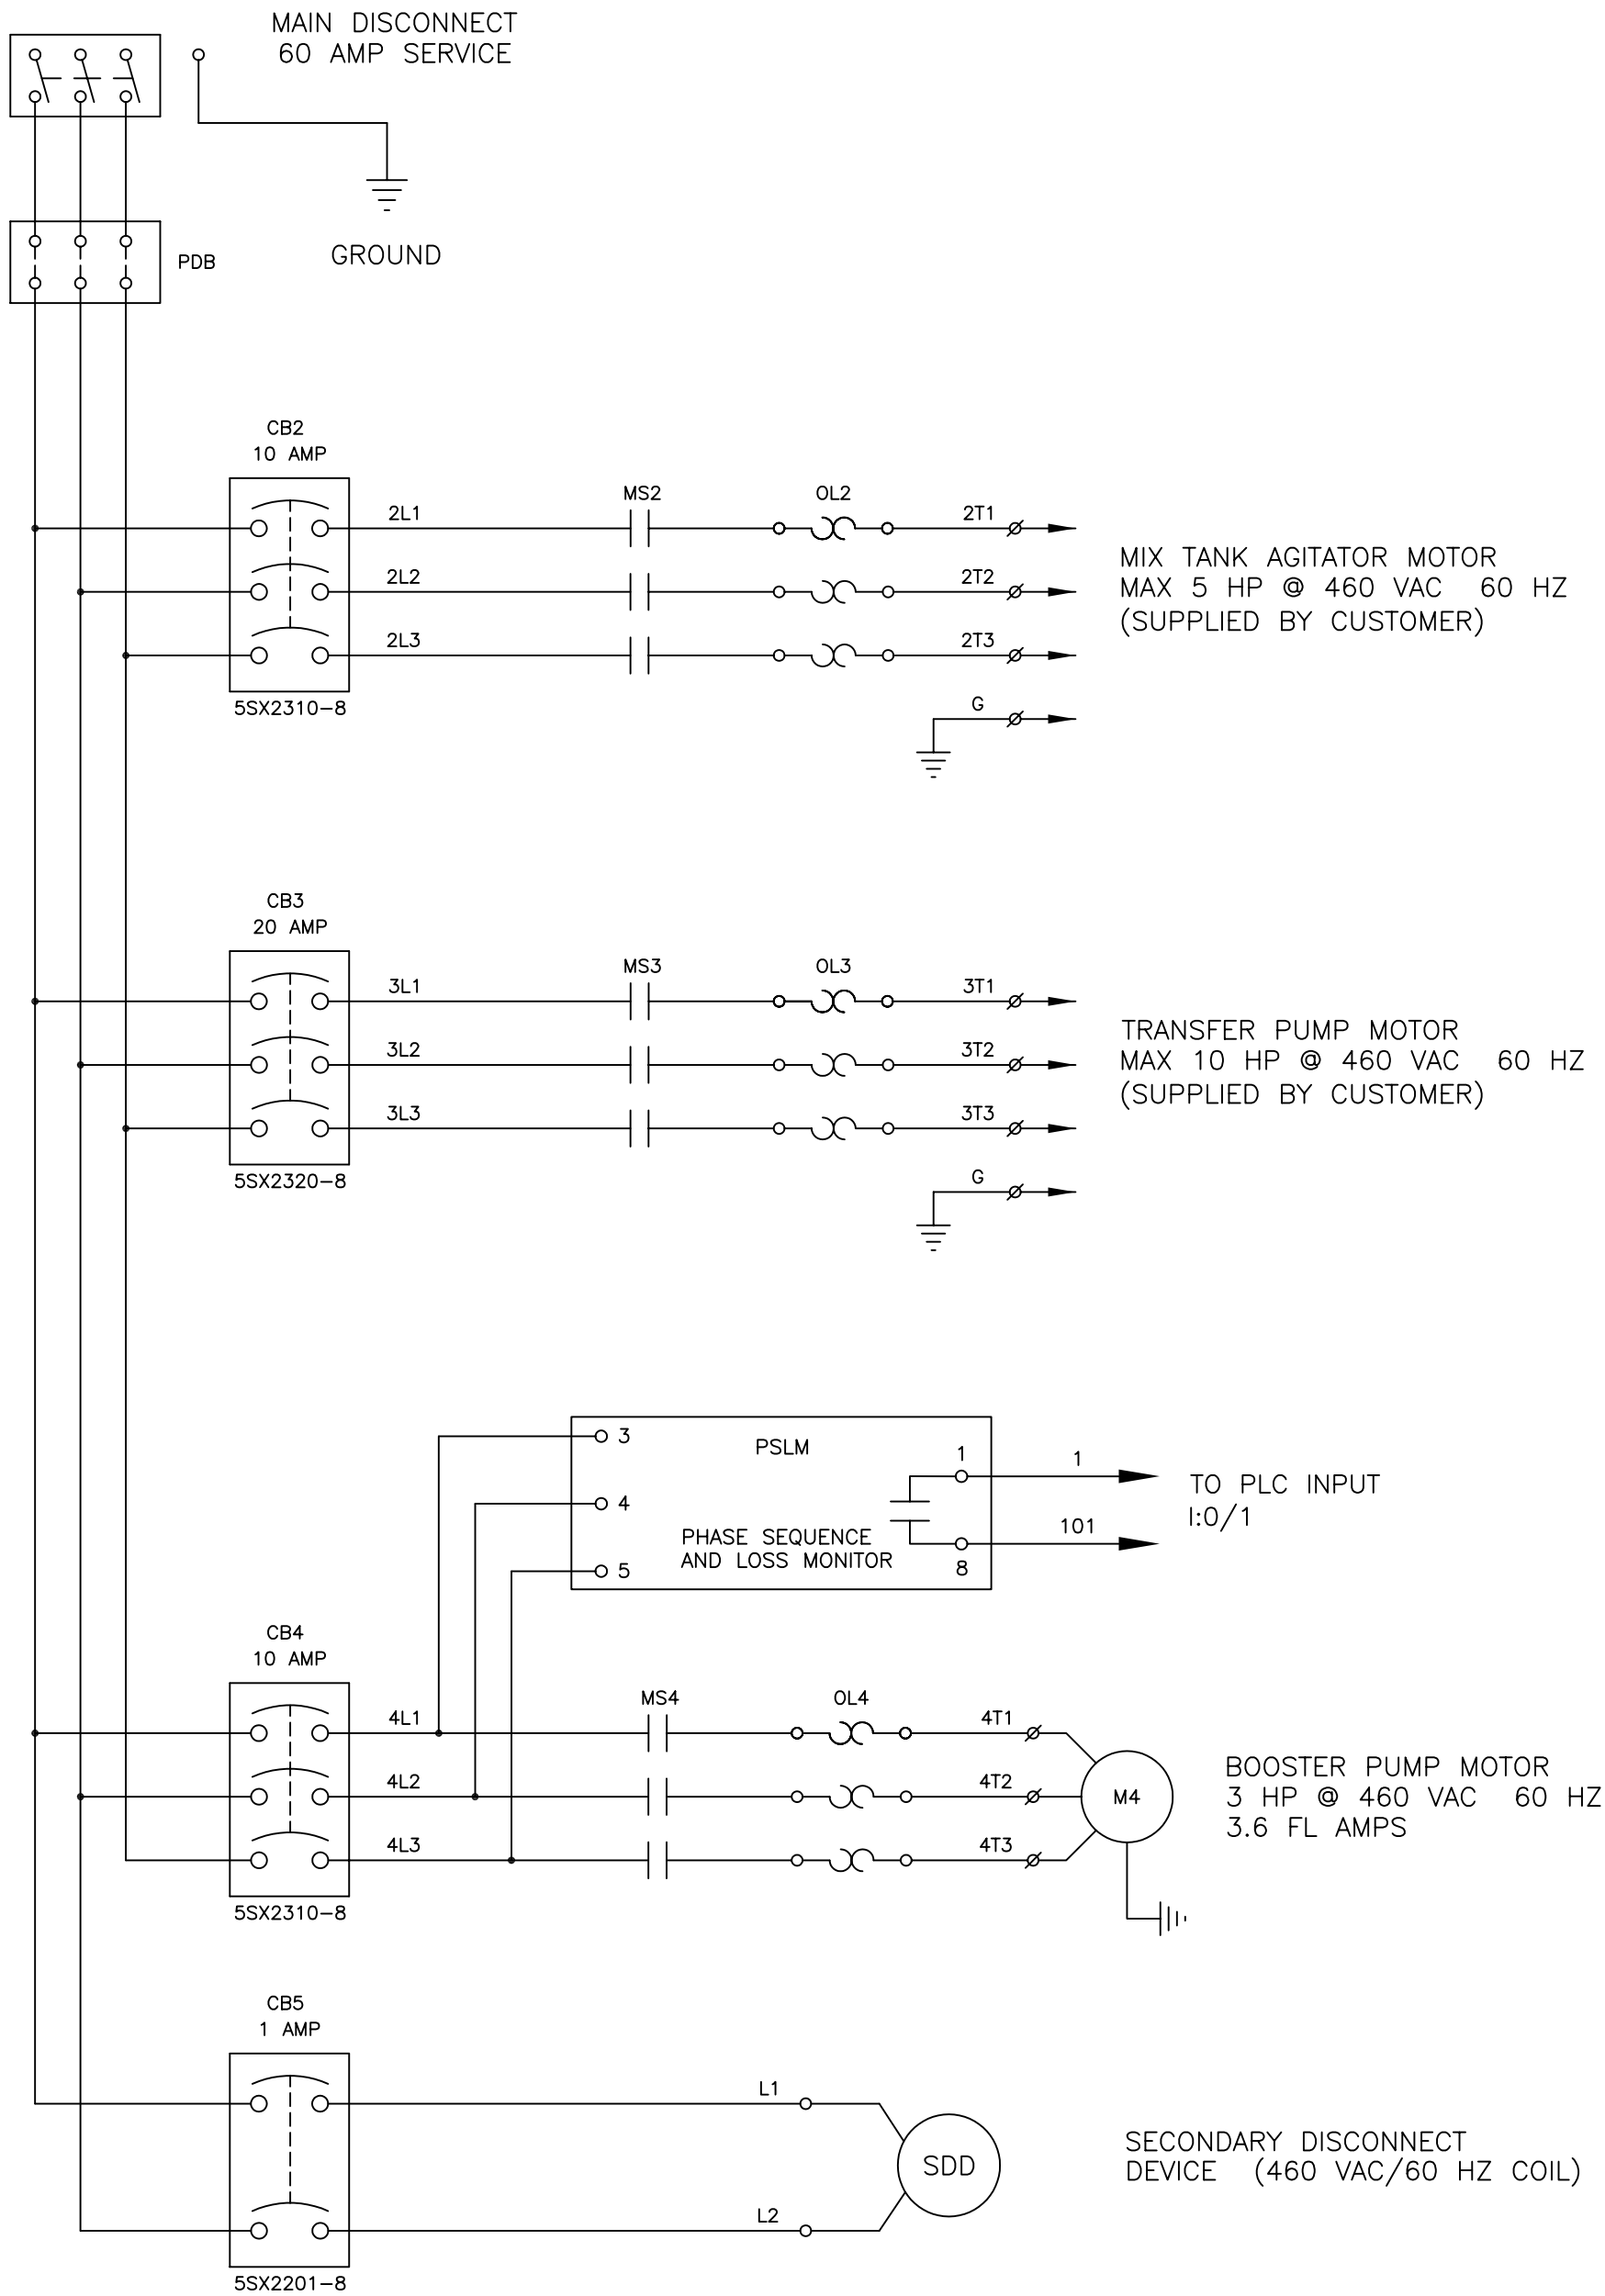 MAIN DISCONNECT
60 AMP SERVICE
GROUND
PDB
CB2
10 AMP
2L1
MS2
OL2
2T1
2L2
2T2
2L3
2T3
5SX2310-8
G
MIX TANK AGITATOR MOTOR
MAX 5 HP @ 460 VAC 60 HZ
(SUPPLIED BY CUSTOMER)
CB3
20 AMP
3L1
MS3
OL3
3T1
3L2
3T2
3L3
3T3
5SX2320-8
G
TRANSFER PUMP MOTOR
MAX 10 HP @ 460 VAC 60 HZ
(SUPPLIED BY CUSTOMER)
3
4
5
PSLM
PHASE SEQUENCE
AND LOSS MONITOR
1
8
1
101
TO PLC INPUT
I:0/1
CB4
10 AMP
4L1
MS4
OL4
4T1
4L2
4T2
4L3
4T3
M4
5SX2310-8
BOOSTER PUMP MOTOR
3 HP @ 460 VAC 60 HZ
3.6 FL AMPS
CB5
1 AMP
L1
L2
SDD
5SX2201-8
SECONDARY DISCONNECT
DEVICE (460 VAC/60 HZ COIL)